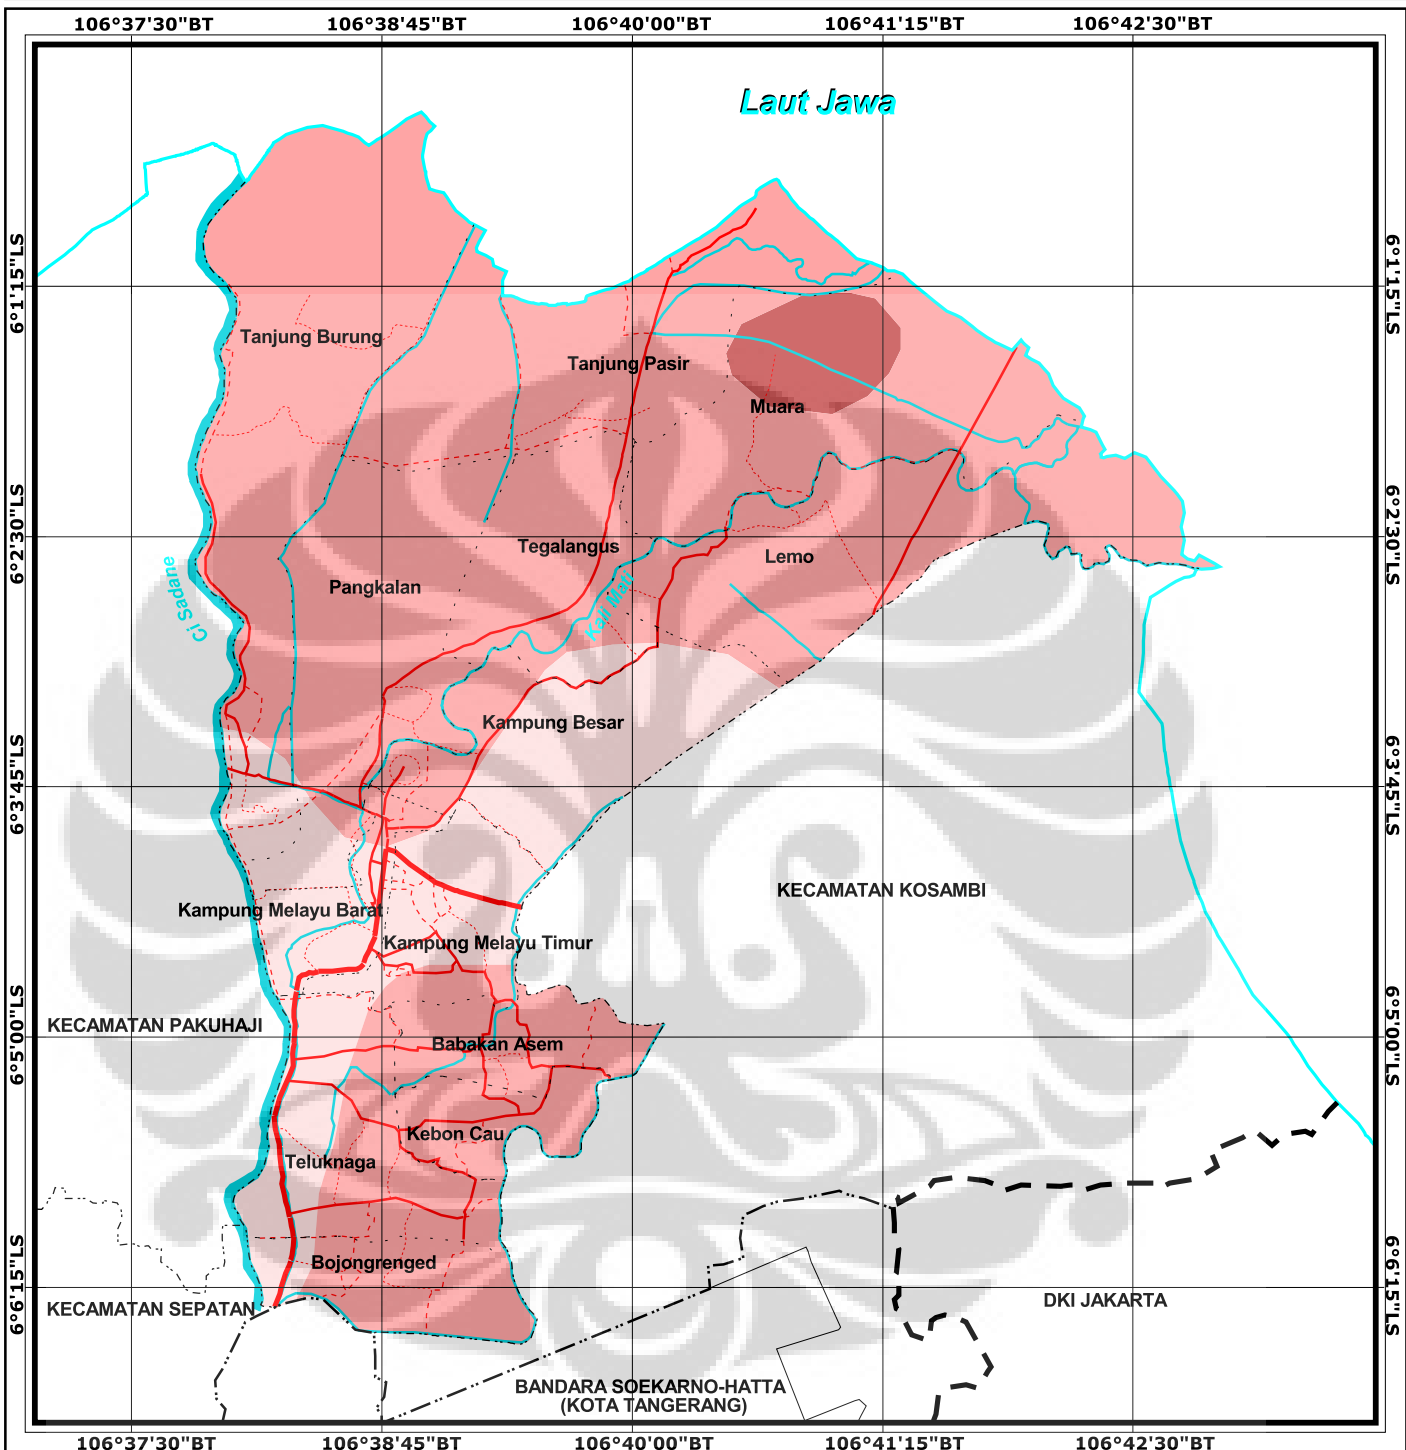 106°37'30"BT
106°38'45"BT
106°40'00"BT
106°41'15"BT
106°42'30"BT
Laut Jawa
6°1'15"LS
6°1'15"LS
Tanjung Burung
Tanjung Pasir
Muara
6°2'30"LS
6°2'30"LS
Tegalangus
Lemo
Pangkalan
Ci Sadane
Kali Mati
Kampung Besar
6°3'45"LS
6°3'45"LS
KECAMATAN KOSAMBI
Kampung Melayu Barat
Kampung Melayu Timur
KECAMATAN PAKUHAJI
6°5'00"LS
6°5'00"LS
Babakan Asem
Kebon Cau
Teluknaga
Bojongrenged
6°6'15"LS
6°6'15"LS
KECAMATAN SEPATAN
DKI JAKARTA
BANDARA SOEKARNO-HATTA
(KOTA TANGERANG)
106°37'30"BT
106°38'45"BT
106°40'00"BT
106°41'15"BT
106°42'30"BT